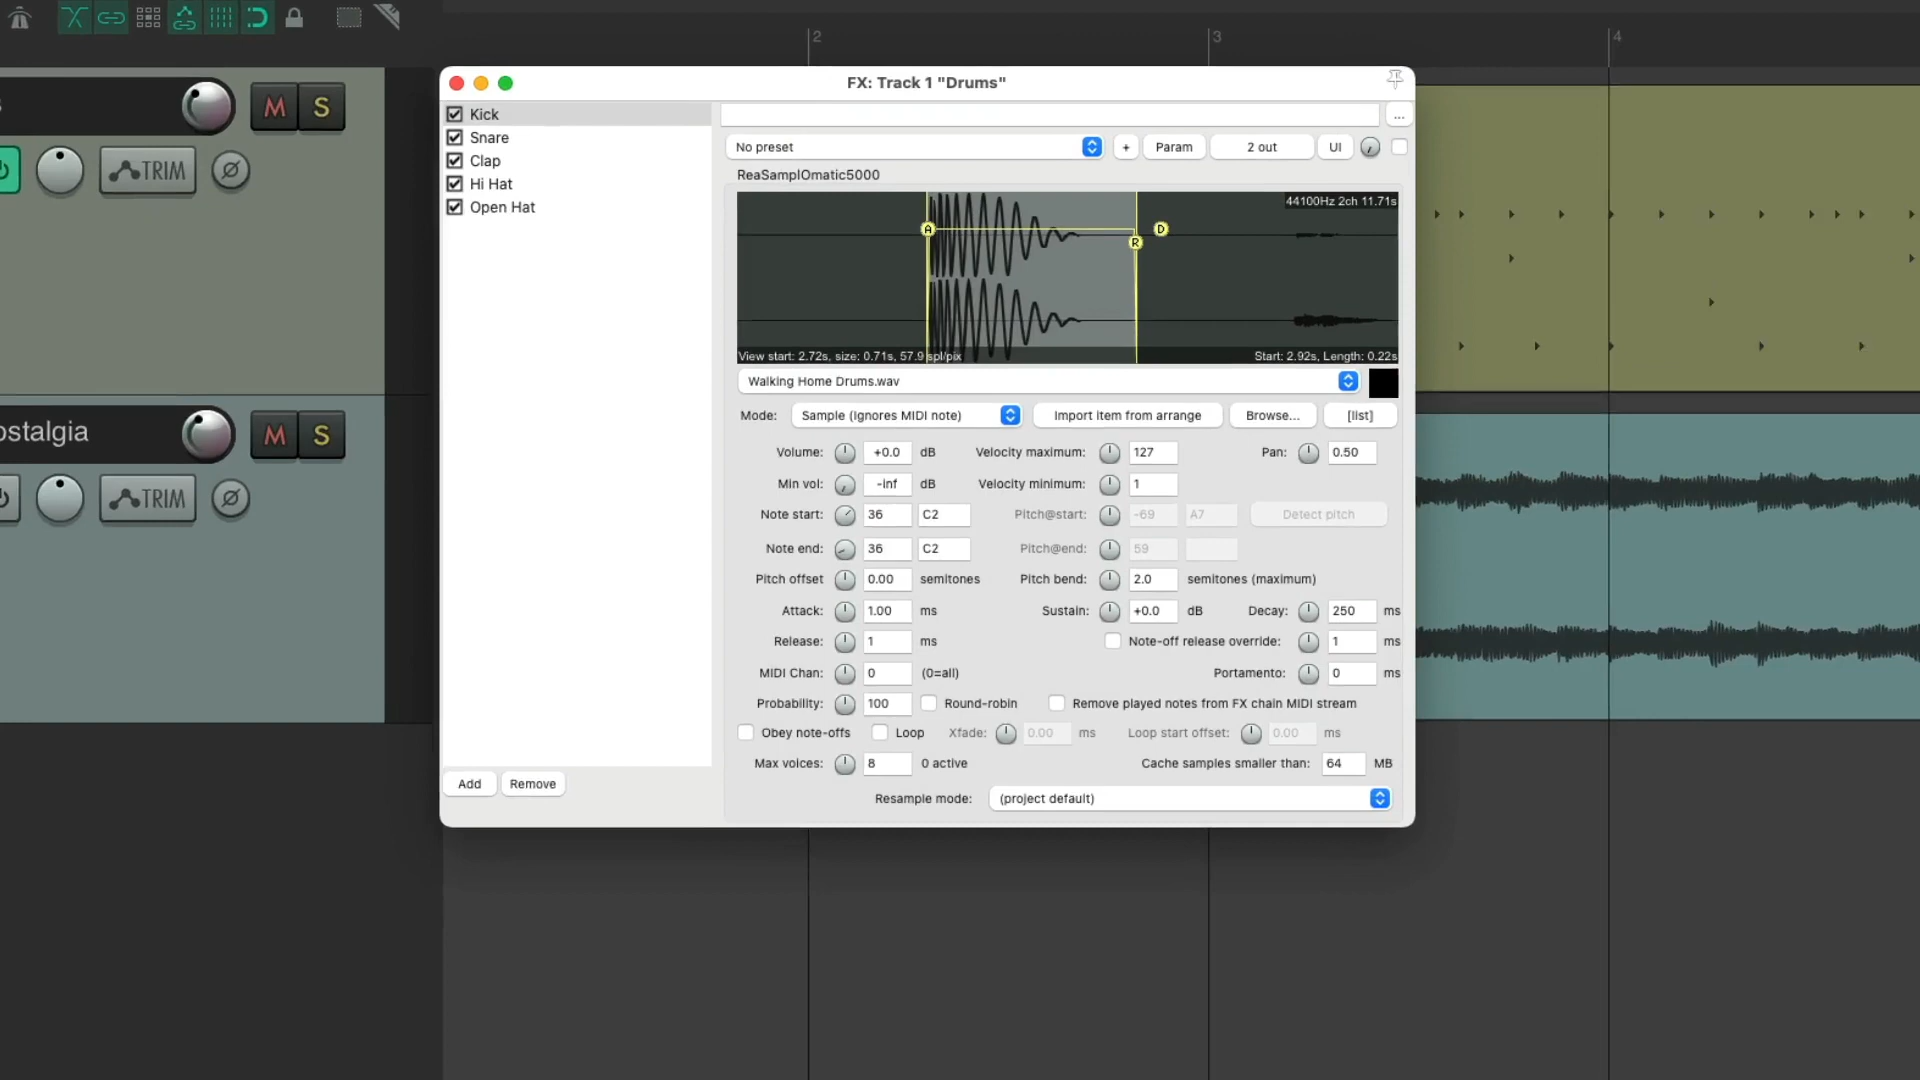 2
3
4
FX: Track 1 "Drums"
M S
TRIM
ostalgia
M S
TRIM
Kick
Snare
Clap
Hi Hat
Open Hat
Add
Remove
...
No preset
+
Param
2 out
UI
ReaSamplOmatic5000
44100Hz 2ch 11.71s
A
R
D
View start: 2.72s, size: 0.71s, 57.9 spl/pix
Start: 2.92s, Length: 0.22s
Walking Home Drums.wav
Mode: Sample (Ignores MIDI note) Import item from arrange Browse... [list]
Volume: +0.0 dB Velocity maximum: 127 Pan: 0.50
Min vol: -inf dB Velocity minimum: 1
Note start: 36 C2 Pitch@start: -69 A7 Detect pitch
Note end: 36 C2 Pitch@end: 59
Pitch offset 0.00 semitones Pitch bend: 2.0 semitones (maximum)
Attack: 1.00 ms Sustain: +0.0 dB Decay: 250 ms
Release: 1 ms Note-off release override: 1 ms
MIDI Chan: 0 (0=all) Portamento: 0 ms
Probability: 100 Round-robin Remove played notes from FX chain MIDI stream
Obey note-offs Loop Xfade: 0.00 ms Loop start offset: 0.00 ms
Max voices: 8 0 active Cache samples smaller than: 64 MB
Resample mode: (project default)